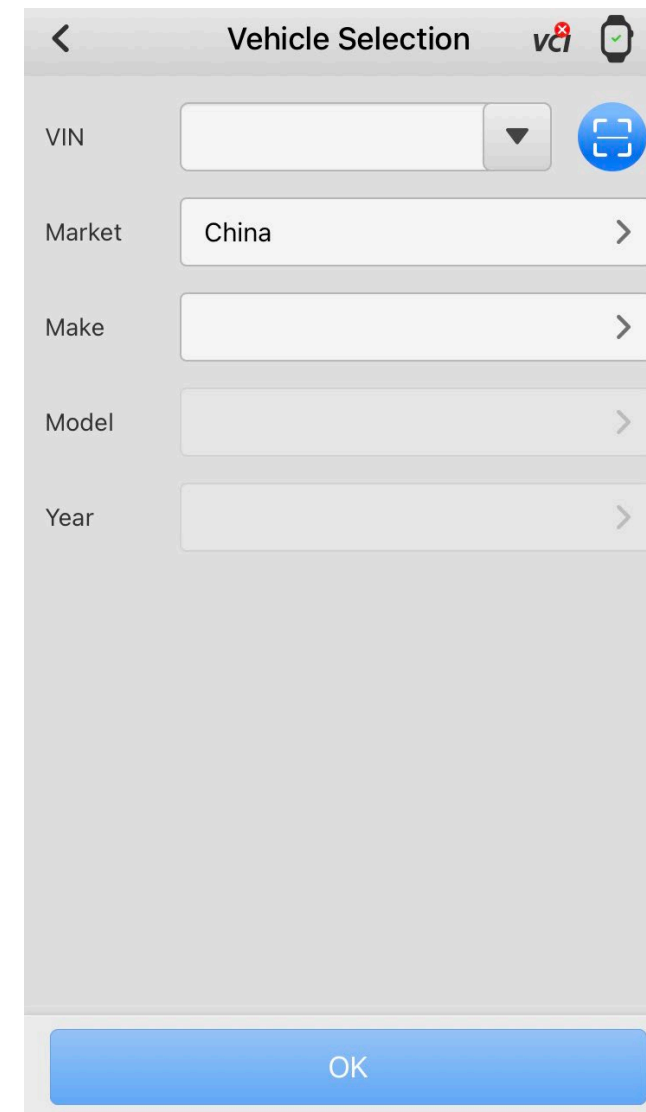 Vehicle Selection VCI
VIN
Market China
Make
Model
Year
OK